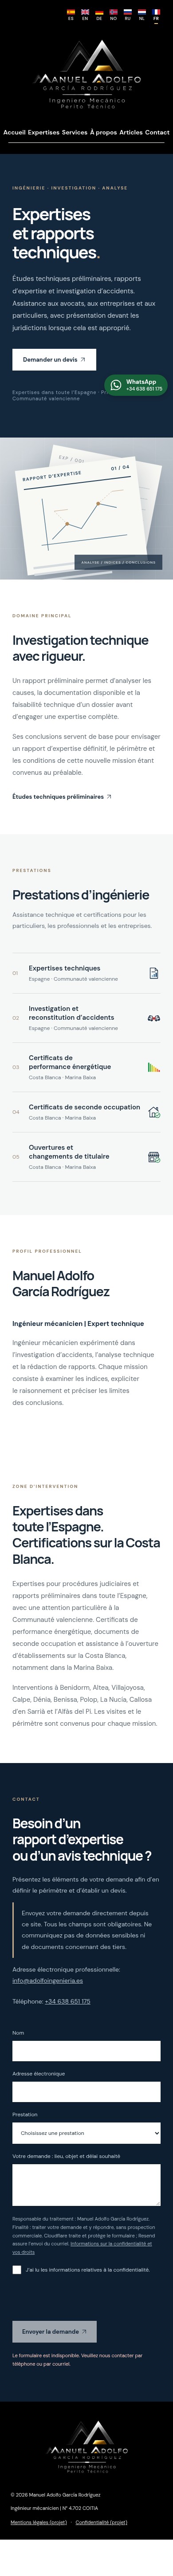 ES EN DE NO RU NL FR
MANUEL ADOLFO
GARCÍA RODRÍGUEZ
Ingeniero Mecánico
Perito Técnico
Accueil Expertises Services À propos Articles Contact
INGÉNIERIE · INVESTIGATION · ANALYSE
Expertises
et rapports
techniques.
Études techniques préliminaires, rapports
d’expertise et investigation d’accidents.
Assistance aux avocats, aux entreprises et aux
particuliers, avec présentation devant les
juridictions lorsque cela est approprié.
Demander un devis ↗
WhatsApp
+34 638 651 175
Expertises dans toute l’Espagne
Communauté valencienne
01 / 04
RAPPORT D’EXPERTISE
ANALYSE / INDICES / CONCLUSIONS
DOMAINE PRINCIPAL
Investigation technique
avec rigueur.
Un rapport préliminaire permet d’analyser les
causes, la documentation disponible et la
faisabilité technique d’un dossier avant
d’engager une expertise complète.
Ses conclusions servent de base pour envisager
un rapport d’expertise définitif, le périmètre et
les conditions de cette nouvelle mission étant
convenus au préalable.
Études techniques préliminaires ↗
PRESTATIONS
Prestations d’ingénierie
Assistance technique et certifications pour les
particuliers, les professionnels et les entreprises.
01 Expertises techniques
Espagne · Communauté valencienne
02 Investigation et
reconstitution d’accidents
Espagne · Communauté valencienne
03 Certificats de
performance énergétique
Costa Blanca · Marina Baixa
04 Certificats de seconde occupation
Costa Blanca · Marina Baixa
05 Ouvertures et
changements de titulaire
Costa Blanca · Marina Baixa
PROFIL PROFESSIONNEL
Manuel Adolfo
García Rodríguez
Ingénieur mécanicien | Expert technique
Ingénieur mécanicien expérimenté dans
l’investigation d’accidents, l’analyse technique
et la rédaction de rapports. Chaque mission
consiste à examiner les indices, expliquer
le raisonnement et préciser les limites
des conclusions.
ZONE D’INTERVENTION
Expertises dans
toute l’Espagne.
Certifications sur la Costa
Blanca.
Expertises pour procédures judiciaires et
rapports préliminaires dans toute l’Espagne,
avec une attention particulière à la
Communauté valencienne. Certificats de
performance énergétique, documents de
seconde occupation et assistance à l’ouverture
d’établissements sur la Costa Blanca,
notamment dans la Marina Baixa.
Interventions à Benidorm, Altea, Villajoyosa,
Calpe, Dénia, Benissa, Polop, La Nucía, Callosa
d’en Sarrià et l’Alfàs del Pi. Les visites et le
périmètre sont convenus pour chaque mission.
CONTACT
Besoin d’un
rapport d’expertise
ou d’un avis technique ?
Présentez les éléments de votre demande afin d’en
définir le périmètre et d’établir un devis.
Envoyez votre demande directement depuis
ce site. Tous les champs sont obligatoires. Ne
communiquez pas de données sensibles ni
de documents concernant des tiers.
Adresse électronique professionnelle:
info@adolfoingenieria.es
Téléphone: +34 638 651 175
Nom
Adresse électronique
Prestation
Choisissez une prestation
Votre demande : lieu, objet et délai souhaité
Responsable du traitement : Manuel Adolfo García Rodríguez.
Finalité : traiter votre demande et y répondre, sans prospection
commerciale. Cloudflare traite et protège le formulaire ; Resend
assure l’envoi du courriel. Informations sur la confidentialité et
vos droits.
J’ai lu les informations relatives à la confidentialité.
Envoyer la demande ↗
Le formulaire est indisponible. Veuillez nous contacter par
téléphone ou par courriel.
MANUEL ADOLFO
GARCÍA RODRÍGUEZ
Ingeniero Mecánico
Perito Técnico
© 2026 Manuel Adolfo García Rodríguez
Ingénieur mécanicien | N° 4.702 COITIA
Mentions légales (projet) · Confidentialité (projet)